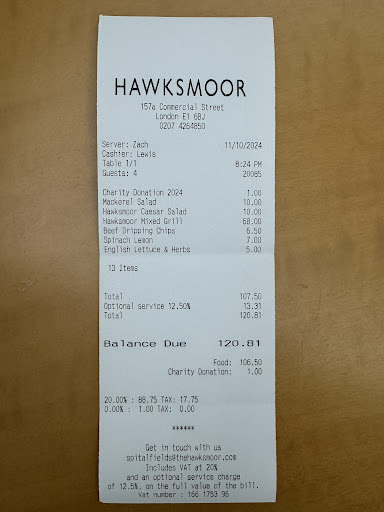 HAWKSMOOR
157a Commercial Street
London E1 6BJ
0207 4264850
Server: Zach 11/10/2024
Cashier: Lewis
Table 1/1 8:24 PM
Guests: 4 20085
Charity Donation 2024 1.00
Mackerel Salad 10.00
Hawksmoor Caesar Salad 10.00
Hawksmoor Mixed Grill 68.00
Beef Dripping Chips 6.50
Spinach Lemon 7.00
English Lettuce & Herbs 5.00
13 Items
Total 107.50
Optional service 12.50% 13.31
Total 120.81
Balance Due 120.81
Food: 106.50
Charity Donation: 1.00
20.00% : 88.75 TAX: 17.75
0.00% : 1.00 TAX: 0.00
******
Get in touch with us
spitalfields@thehawksmoor.com
Includes VAT at 20%
and an optional service charge
of 12.5%, on the full value of the bill.
Vat number : 166 1753 96